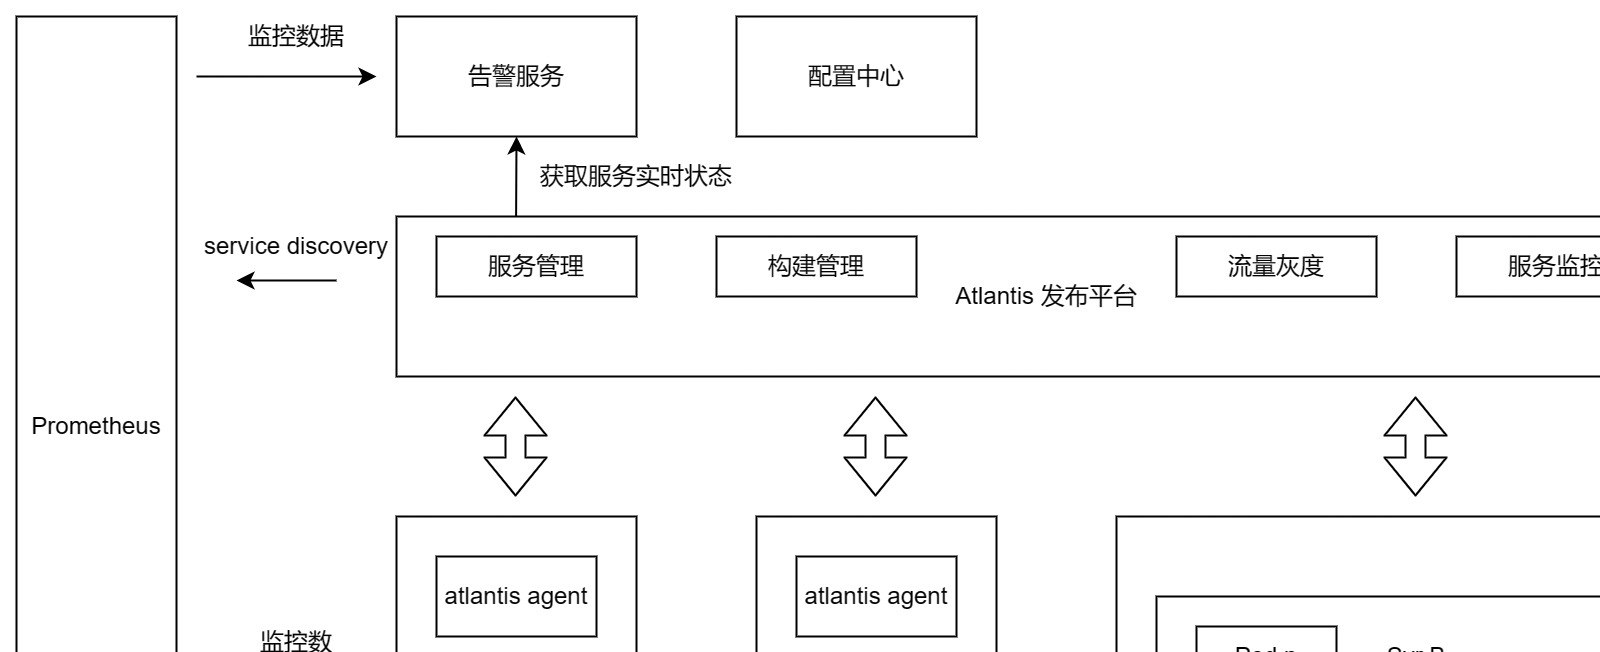 监控数据
告警服务
配置中心
获取服务实时状态
service discovery
服务管理
构建管理
Atlantis 发布平台
流量灰度
服务监控
Prometheus
atlantis agent
atlantis agent
监控数